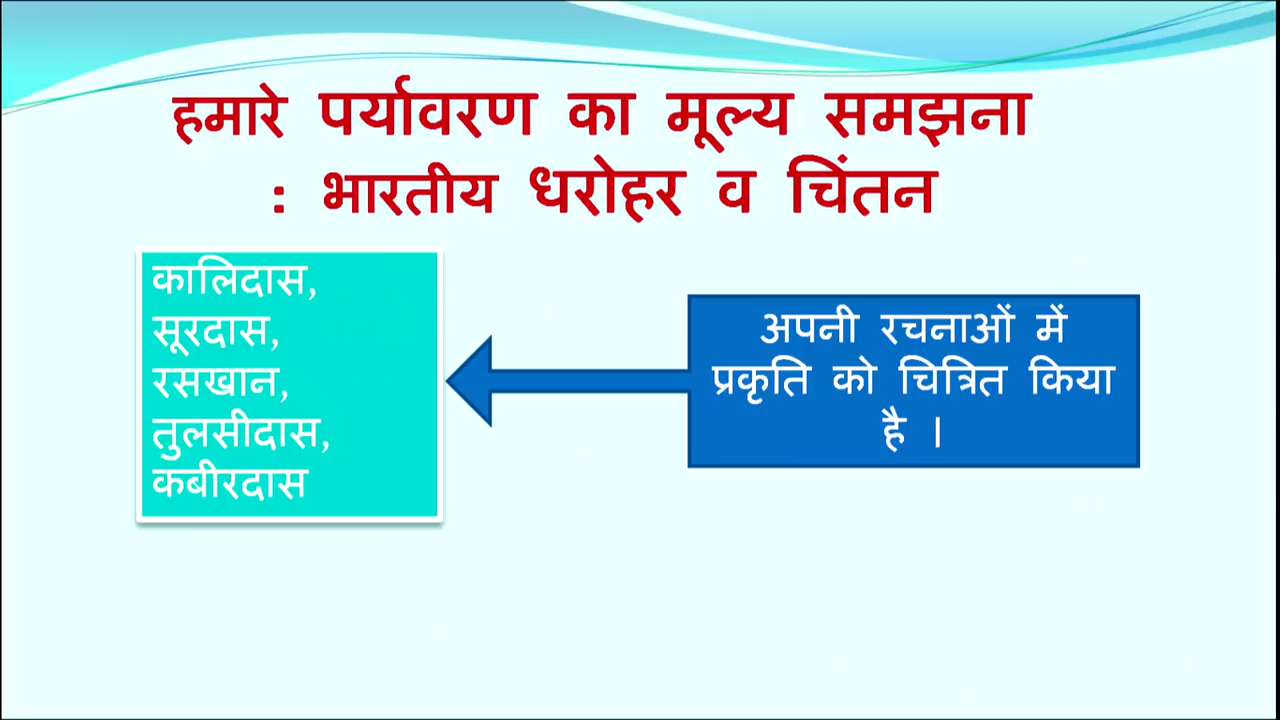 हमारे पर्यावरण का मूल्य समझना
: भारतीय धरोहर व चिंतन
कालिदास,
सूरदास,
रसखान,
तुलसीदास,
कबीरदास
अपनी रचनाओं में
प्रकृति को चित्रित किया
है ।